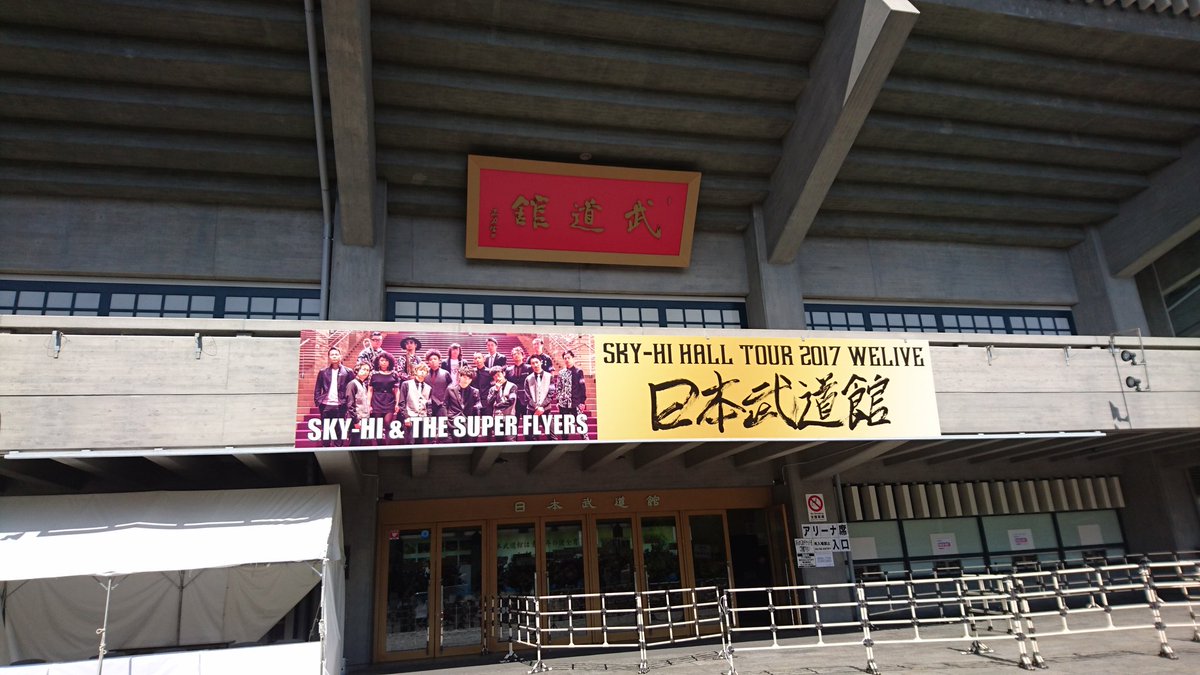 武道館
SKY-HI & THE SUPER FLYERS
SKY-HI HALL TOUR 2017 WELIVE
日本武道館
日本武道館
アリーナ席
入口